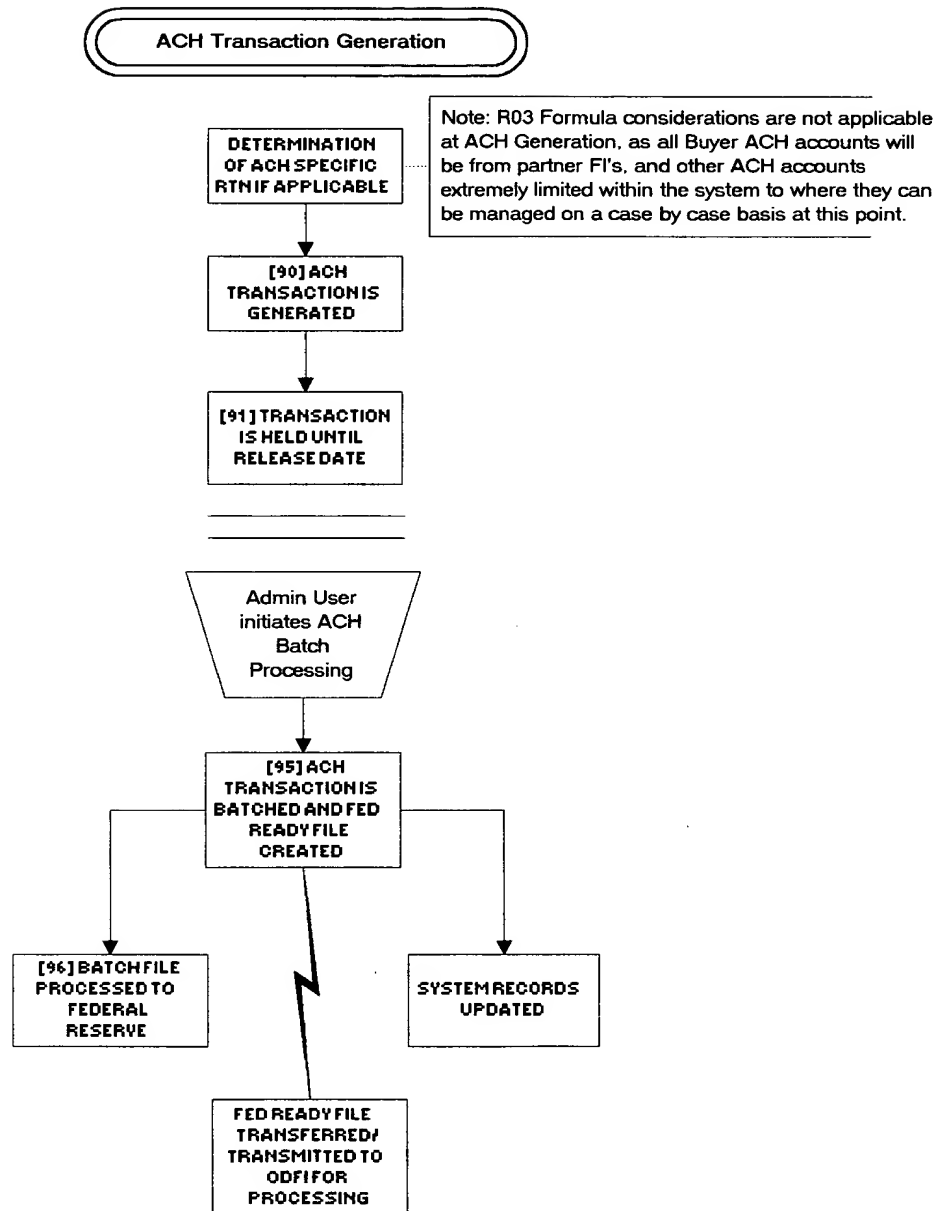 ACH Transaction Generation
Note: R03 Formula considerations are not applicable
at ACH Generation, as all Buyer ACH accounts will
be from partner FI's, and other ACH accounts
extremely limited within the system to where they can
be managed on a case by case basis at this point.
DETERMINATION
OF ACH SPECIFIC
RTN IF APPLICABLE
[90] ACH
TRANSACTION IS
GENERATED
[91] TRANSACTION
IS HELD UNTIL
RELEASE DATE
Admin User
initiates ACH
Batch
Processing
[95] ACH
TRANSACTION IS
BATCHED AND FED
READY FILE
CREATED
[96] BATCH FILE
PROCESSED TO
FEDERAL
RESERVE
SYSTEM RECORDS
UPDATED
FED READY FILE
TRANSFERRED/
TRANSMITTED TO
ODFI FOR
PROCESSING